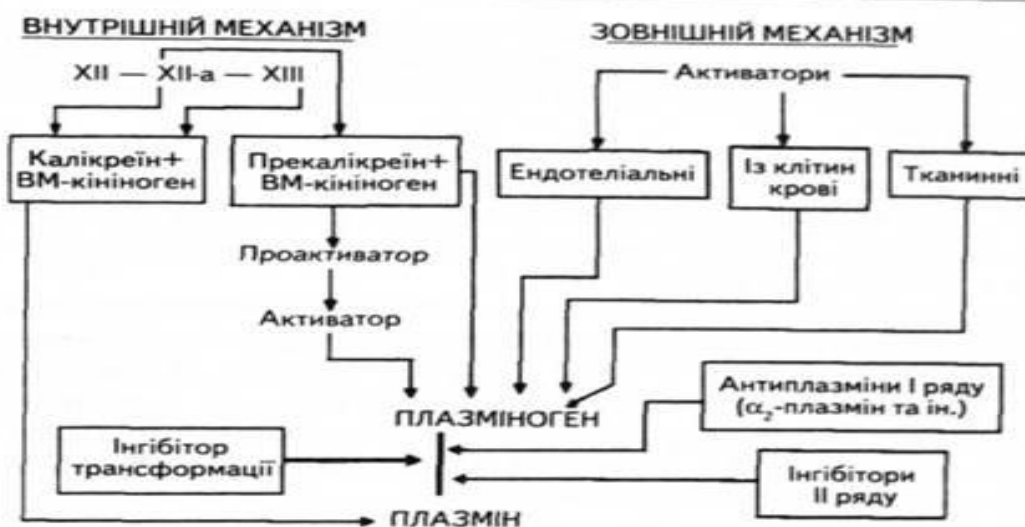 ВНУТРІШНІЙ МЕХАНІЗМ
ЗОВНІШНІЙ МЕХАНІЗМ
XII — XII-а — XIII
Активатори
Калікреїн+
ВМ-кініноген
Прекалікреїн+
ВМ-кініноген
Ендотеліальні
Із клітин
крові
Тканинні
Проактиватор
Активатор
Антиплазміни I ряду
(α₂-плазмін та ін.)
ПЛАЗМІНОГЕН
Інгібітор
трансформації
Інгібітори
II ряду
ПЛАЗМІН